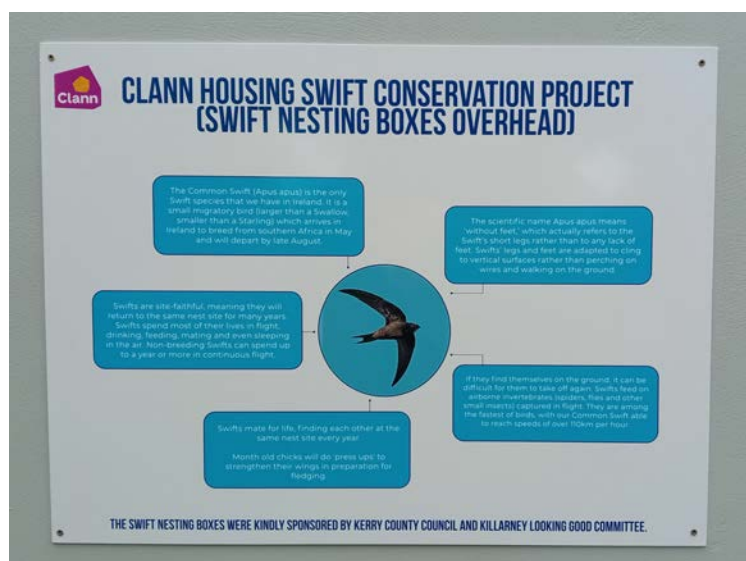 Clann
CLANN HOUSING SWIFT CONSERVATION PROJECT
(SWIFT NESTING BOXES OVERHEAD)
The Common Swift (Apus apus) is the only
Swift species that we have in Ireland. It is a
small migratory bird (larger than a Swallow,
smaller than a Starling) which arrives in
Ireland to breed from southern Africa in May
and will depart by late August.
The scientific name Apus apus means
'without feet,' which actually refers to the
Swift's short legs rather than to any lack of
feet. Swifts' legs and feet are adapted to cling
to vertical surfaces rather than perching on
wires and walking on the ground.
Swifts are site-faithful, meaning they will
return to the same nest site for many years.
Swifts spend most of their lives in flight,
drinking, feeding, mating and even sleeping
in the air. Non-breeding Swifts can spend up
to a year or more in continuous flight.
If they find themselves on the ground, it can be
difficult for them to take off again. Swifts feed on
airborne invertebrates (spiders, flies and other
small insects) captured in flight. They are among
the fastest of birds, with our Common Swift able
to reach speeds of over 110km per hour
Swifts mate for life, finding each other at the
same nest site every year.
Month old chicks will do 'press ups' to
strengthen their wings in preparation for
fledging
THE SWIFT NESTING BOXES WERE KINDLY SPONSORED BY KERRY COUNTY COUNCIL AND KILLARNEY LOOKING GOOD COMMITTEE.